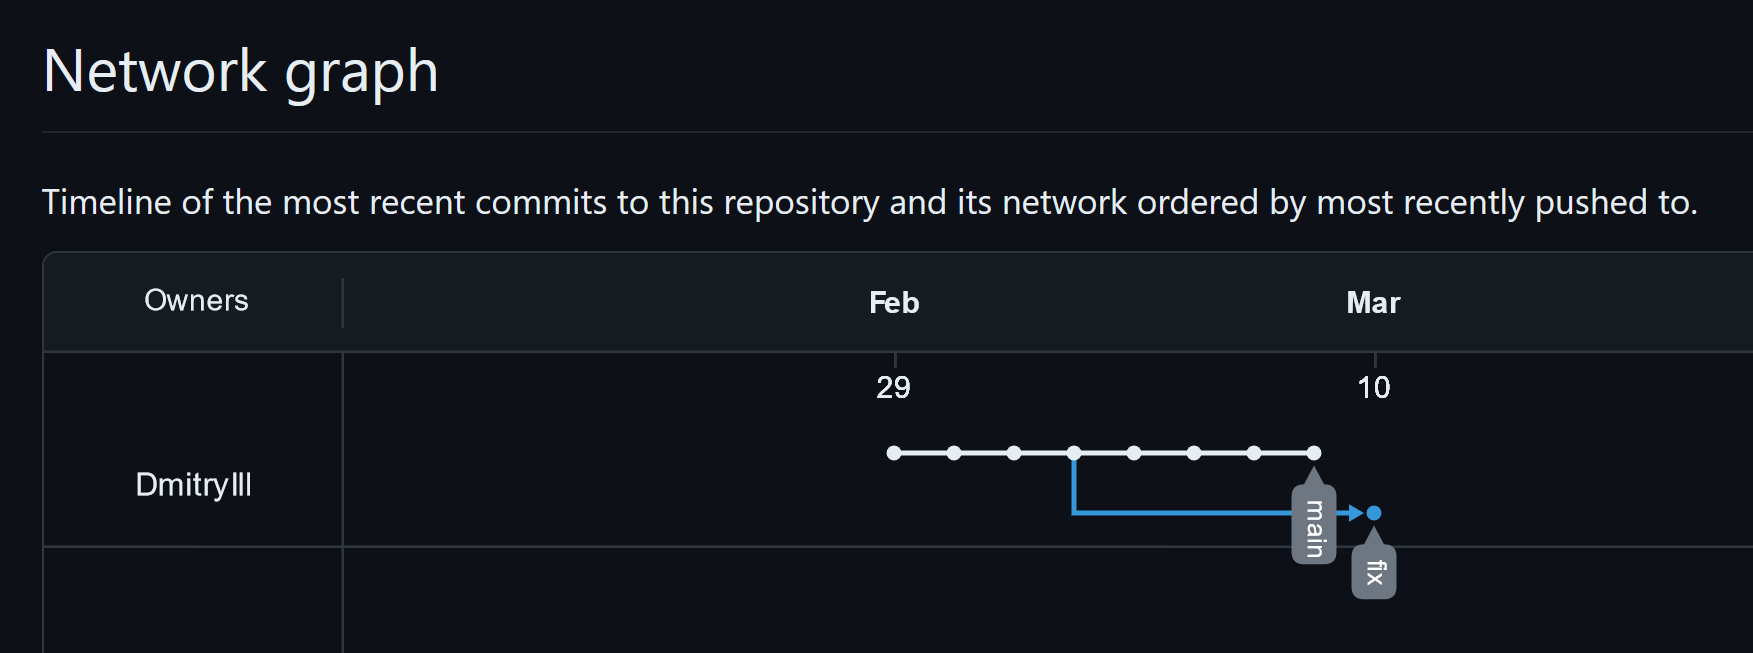 Network graph
Timeline of the most recent commits to this repository and its network ordered by most recently pushed to.
Owners
Feb
Mar
29
10
DmitryIII
main
fix